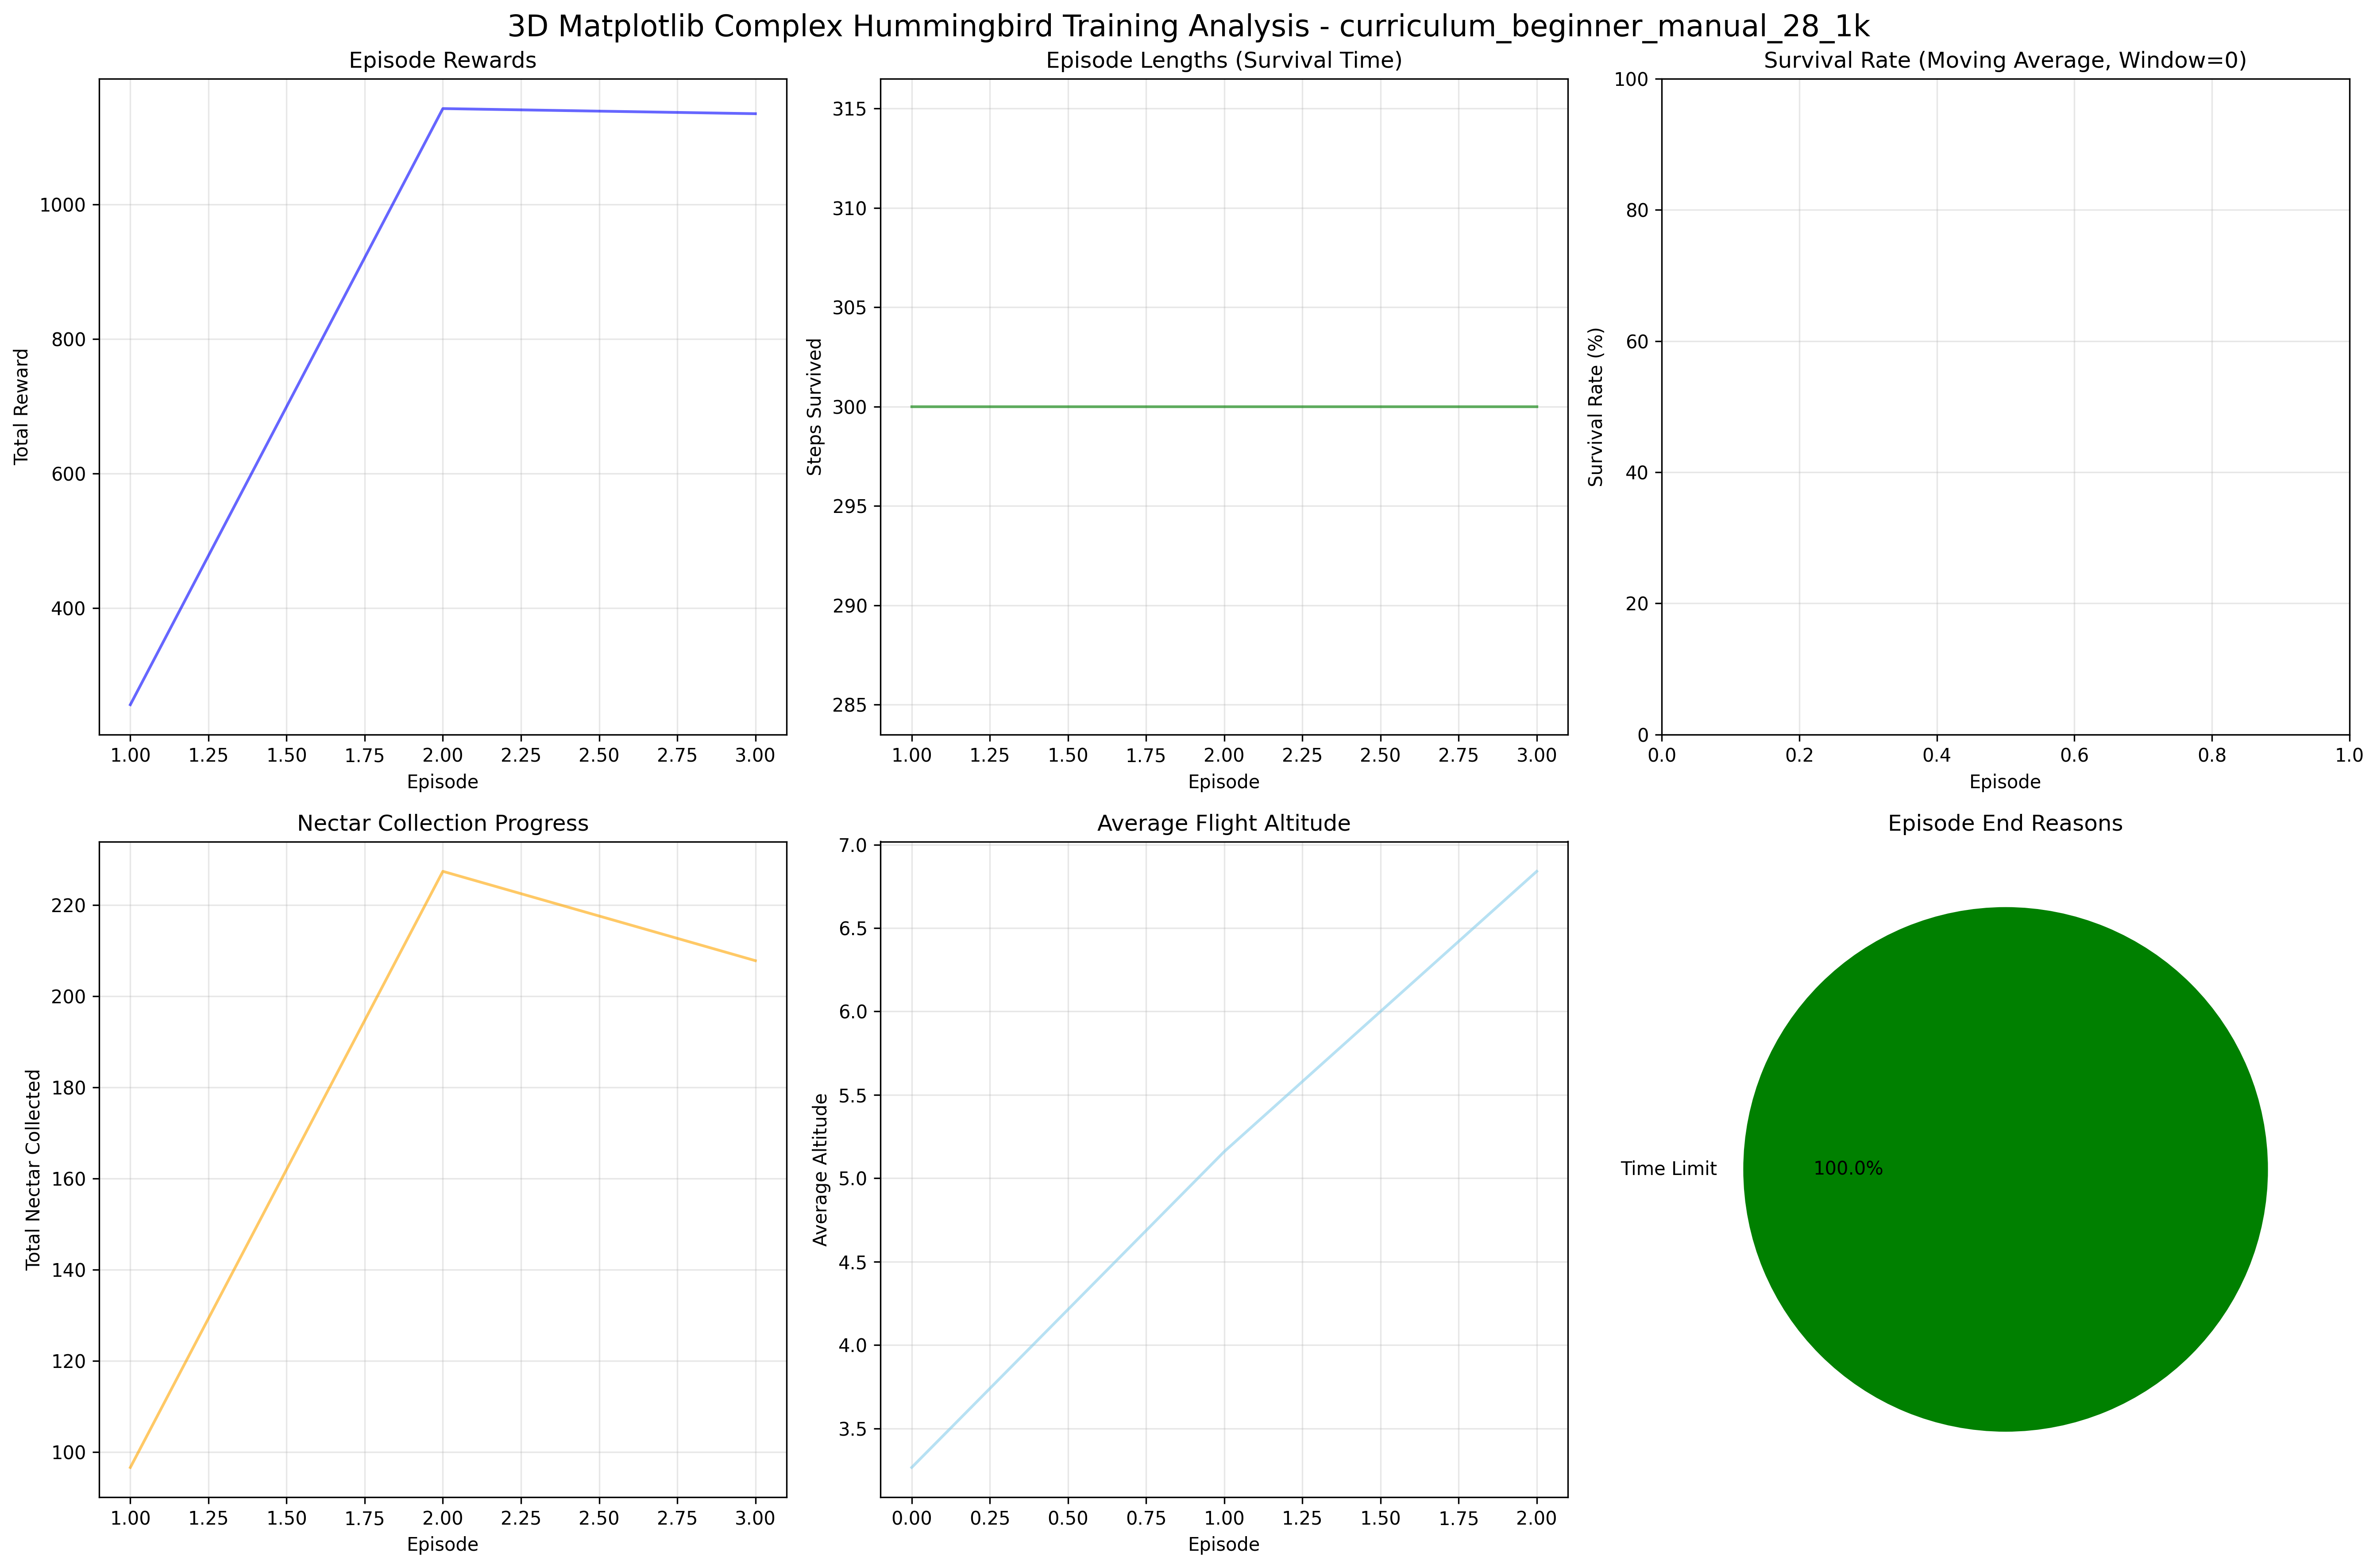 3D Matplotlib Complex Hummingbird Training Analysis - curriculum_beginner_manual_28_1k
Episode Rewards
Total Reward
1000
800
600
400
1.00 1.25 1.50 1.75 2.00 2.25 2.50 2.75 3.00
Episode
Episode Lengths (Survival Time)
Steps Survived
315
310
305
300
295
290
285
1.00 1.25 1.50 1.75 2.00 2.25 2.50 2.75 3.00
Episode
Survival Rate (Moving Average, Window=0)
Survival Rate (%)
100
80
60
40
20
0
0.0 0.2 0.4 0.6 0.8 1.0
Episode
Nectar Collection Progress
Total Nectar Collected
220
200
180
160
140
120
100
1.00 1.25 1.50 1.75 2.00 2.25 2.50 2.75 3.00
Episode
Average Flight Altitude
Average Altitude
7.0
6.5
6.0
5.5
5.0
4.5
4.0
3.5
0.00 0.25 0.50 0.75 1.00 1.25 1.50 1.75 2.00
Episode
Episode End Reasons
Time Limit
100.0%